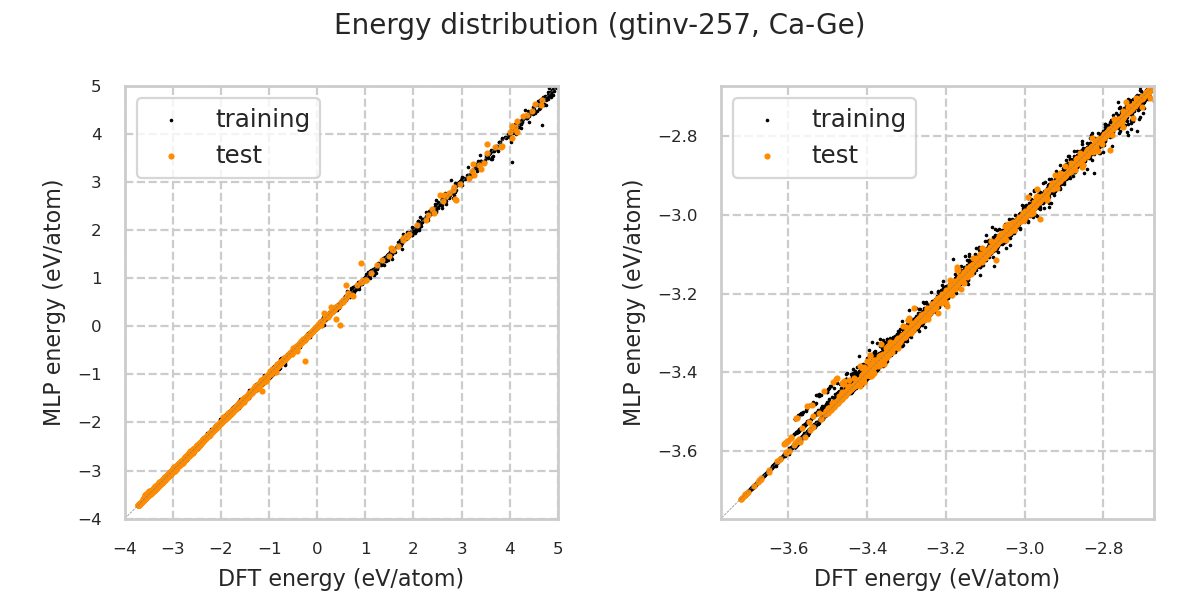 Energy distribution (gtinv-257, Ca-Ge)
MLP energy (eV/atom)
5
4
3
2
1
0
−1
−2
−3
−4
training
test
−4 −3 −2 −1 0 1 2 3 4 5
DFT energy (eV/atom)
MLP energy (eV/atom)
−2.8
−3.0
−3.2
−3.4
−3.6
training
test
−3.6 −3.4 −3.2 −3.0 −2.8
DFT energy (eV/atom)